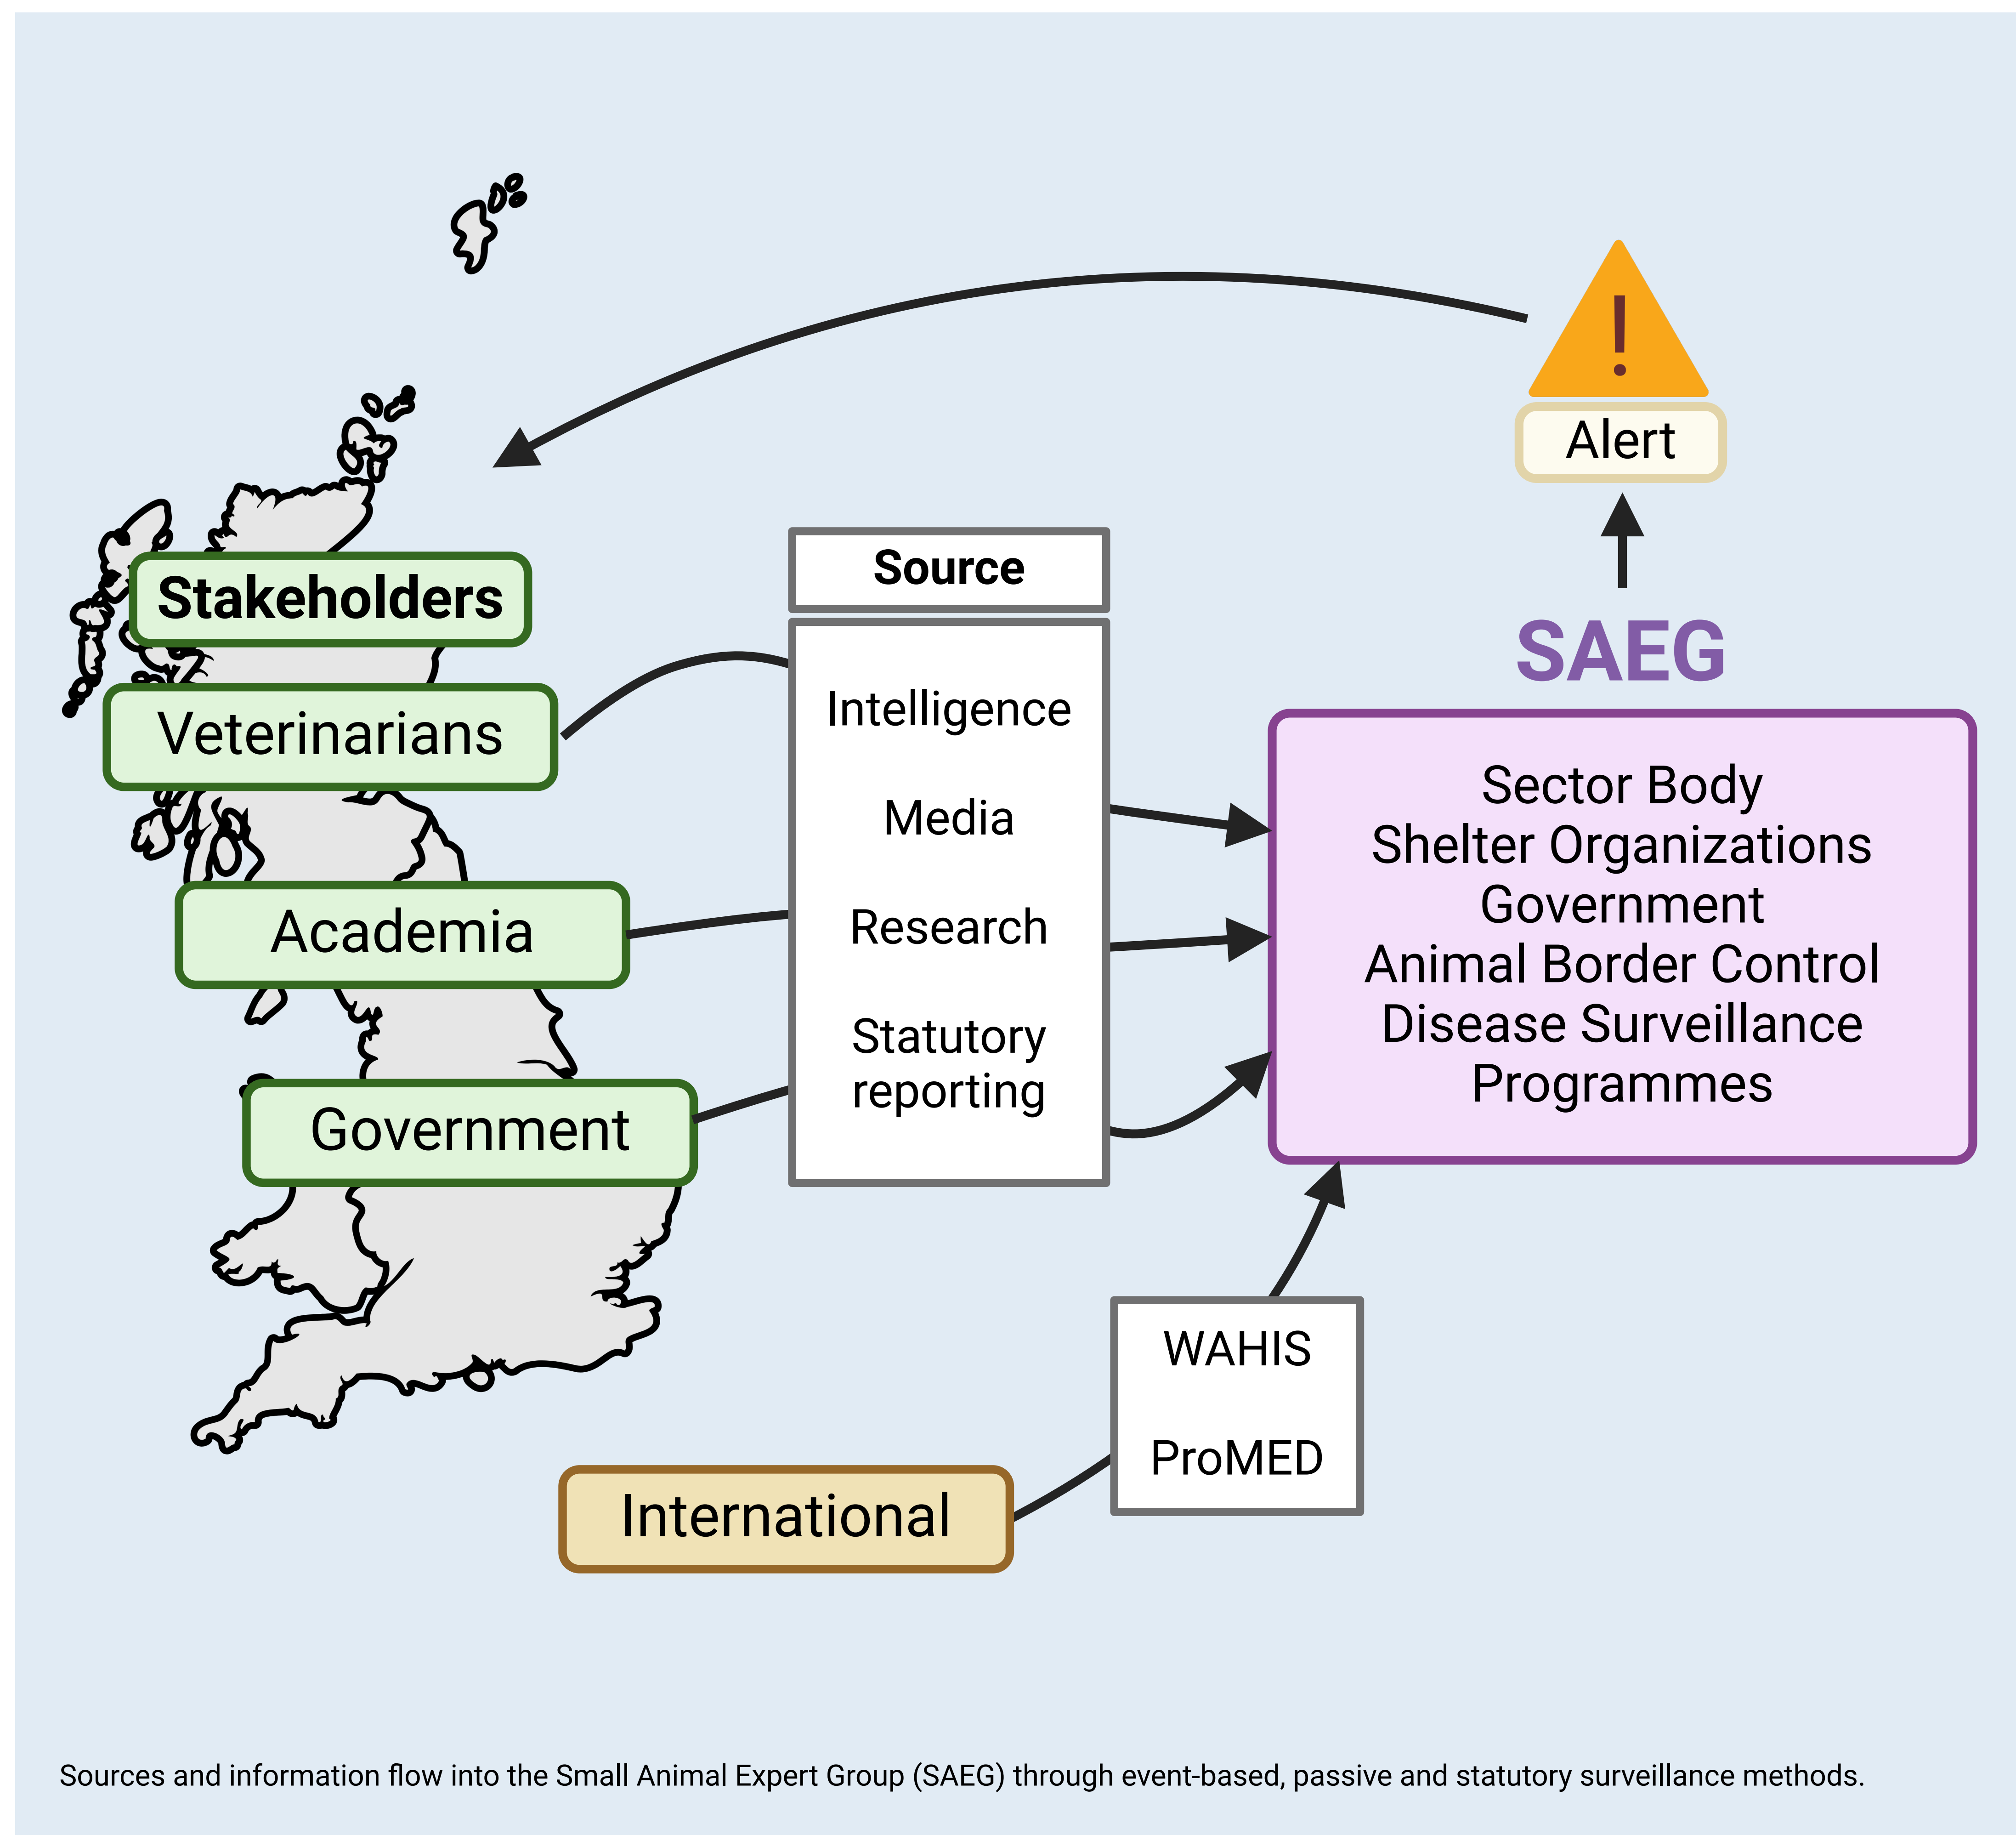 !
Alert
Stakeholders
Veterinarians
Academia
Government
Source
Intelligence
Media
Research
Statutory
reporting
SAEG
Sector Body
Shelter Organizations
Government
Animal Border Control
Disease Surveillance
Programmes
WAHIS
ProMED
International
Sources and information flow into the Small Animal Expert Group (SAEG) through event-based, passive and statutory surveillance methods.